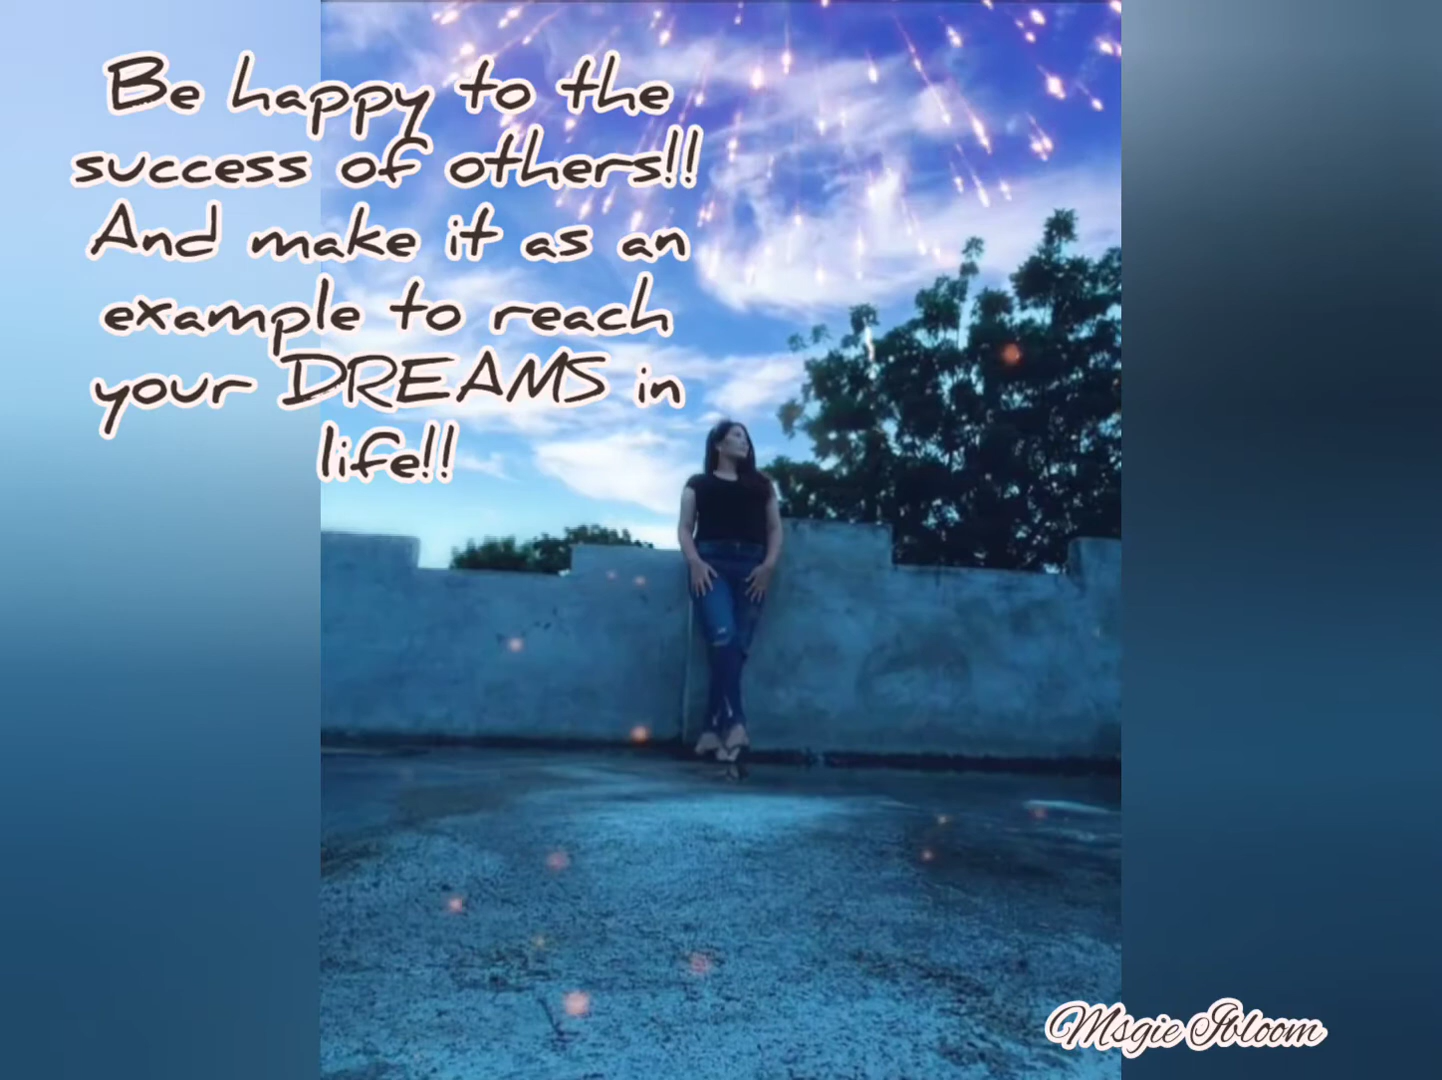 Be happy to the
success of others!!
And make it as an
example to reach
your DREAMS in
life!!
Msgie Ibloom